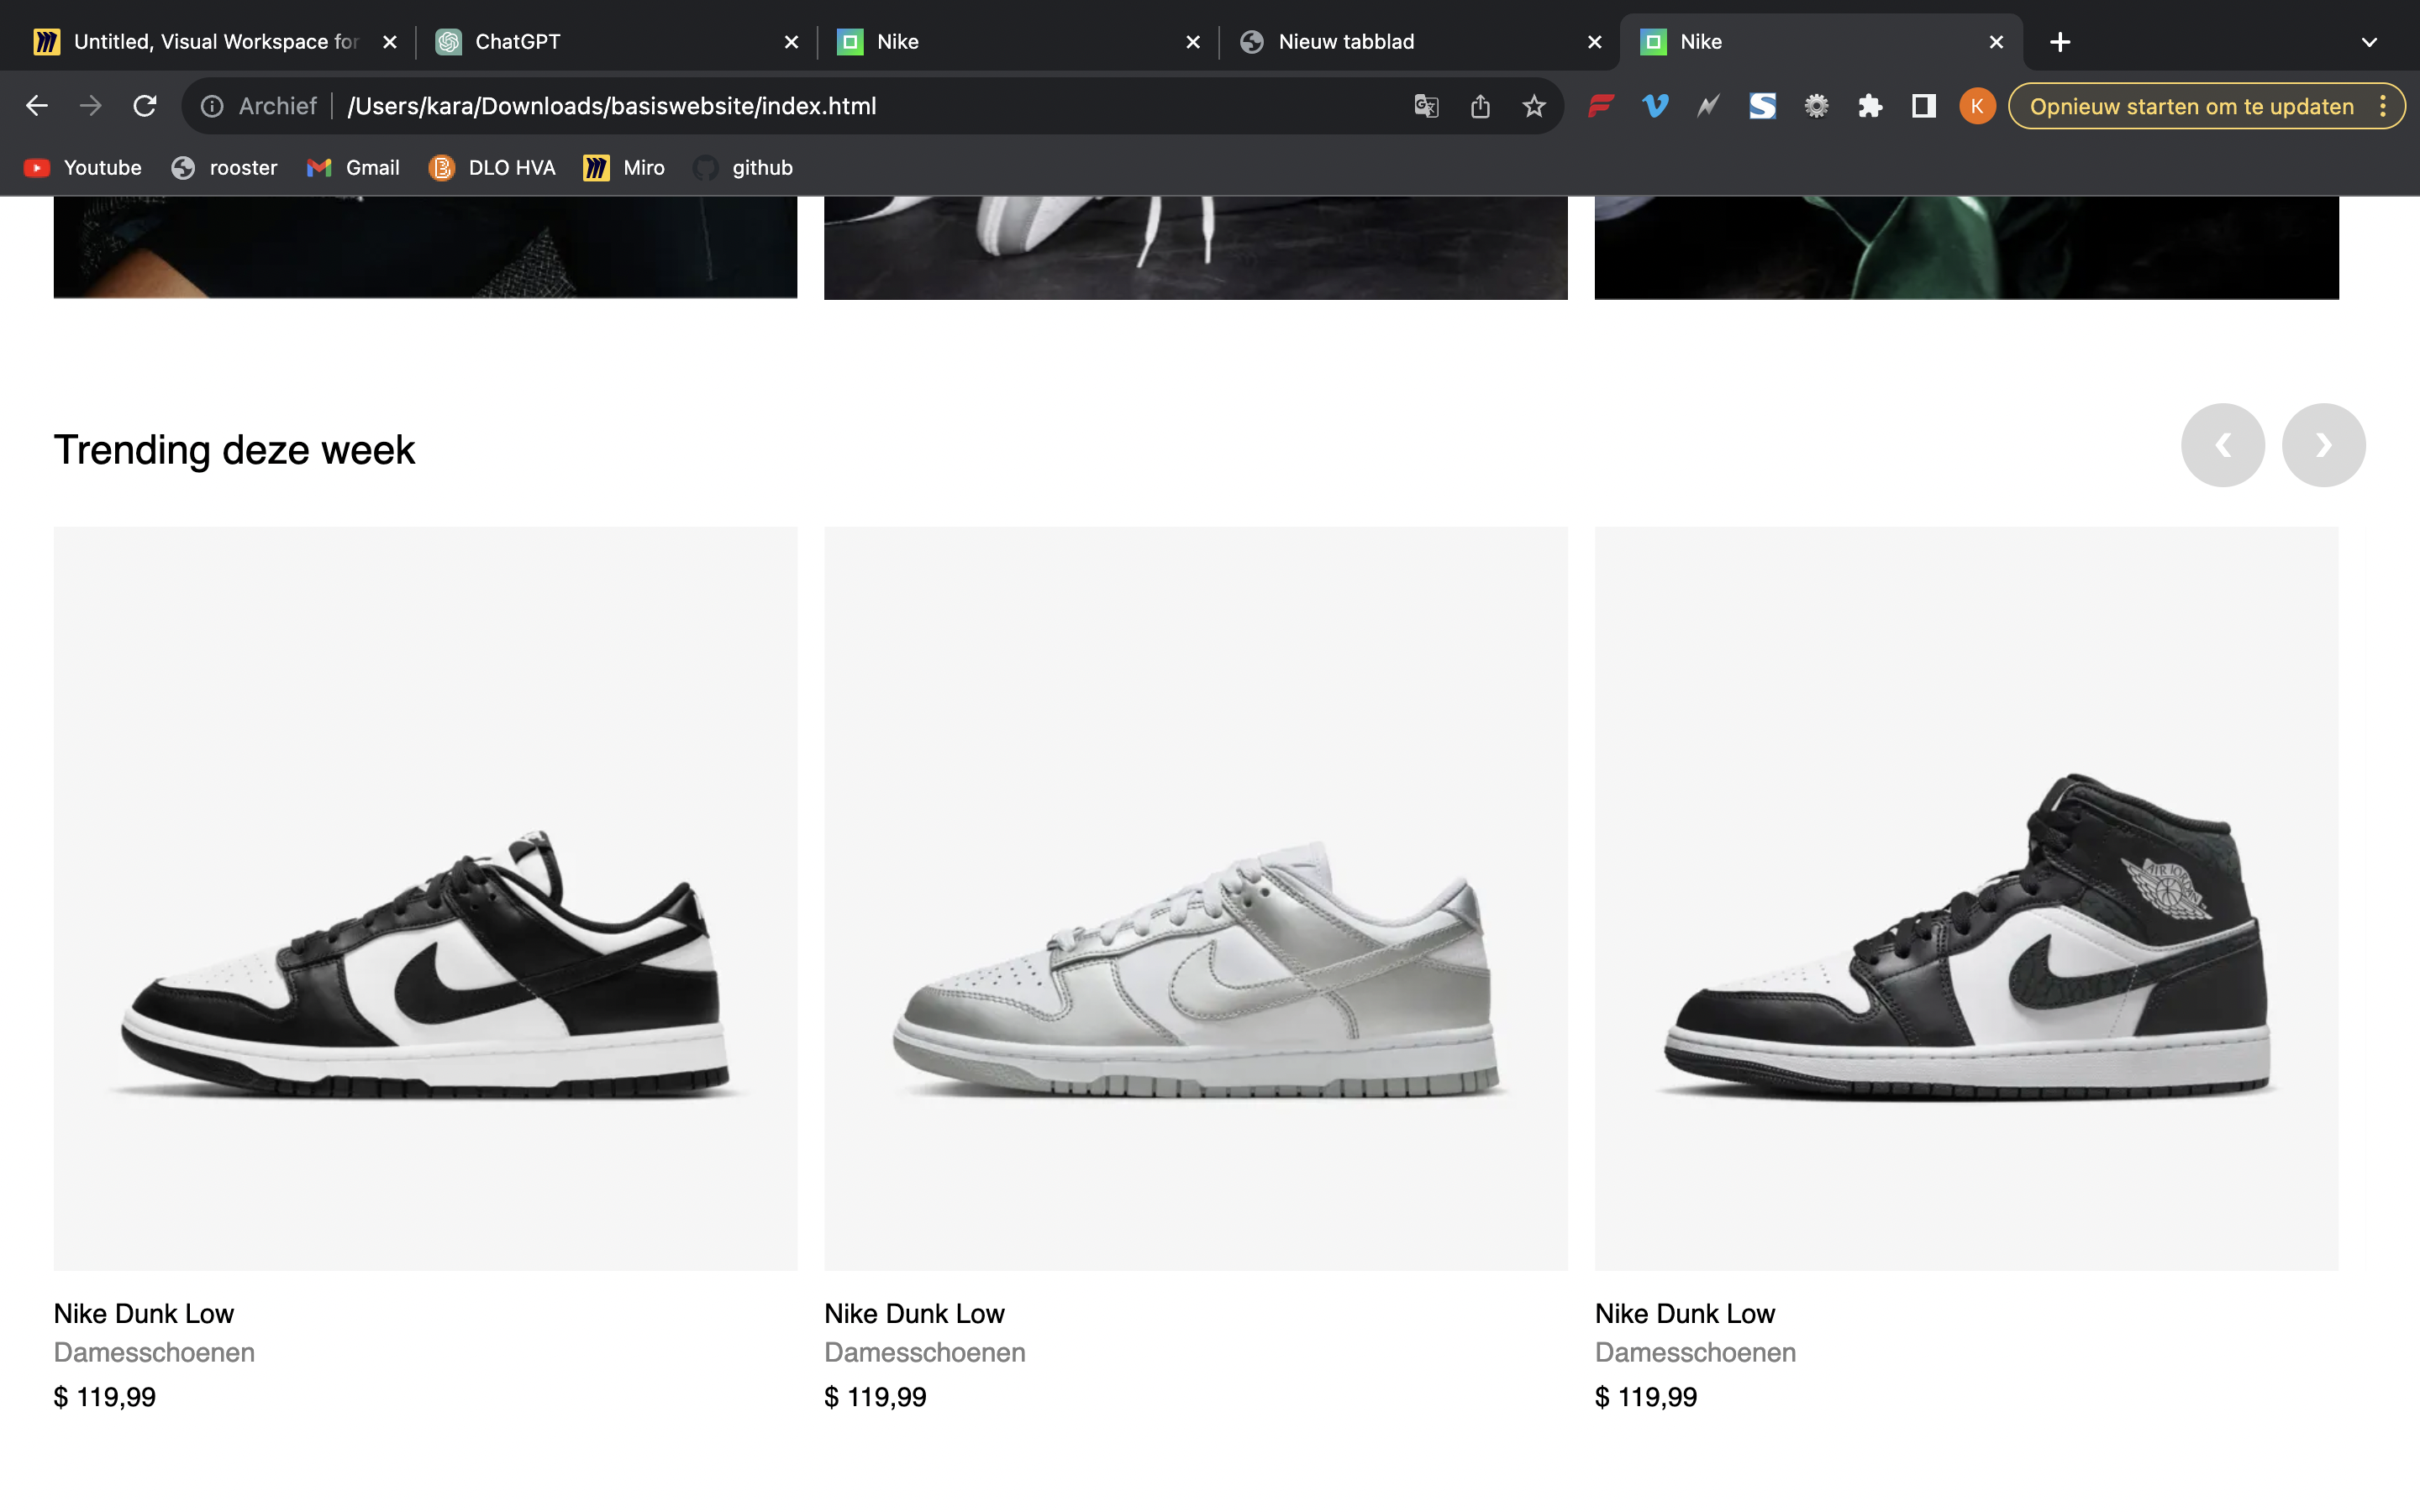 Untitled, Visual Workspace for
ChatGPT
Nike
Nieuw tabblad
Nike
Archief
/Users/kara/Downloads/basiswebsite/index.html
K
Opnieuw starten om te updaten
Youtube
rooster
Gmail
DLO HVA
Miro
github
Trending deze week
AIR JORDAN
Nike Dunk Low
Damesschoenen
$ 119,99
Nike Dunk Low
Damesschoenen
$ 119,99
Nike Dunk Low
Damesschoenen
$ 119,99